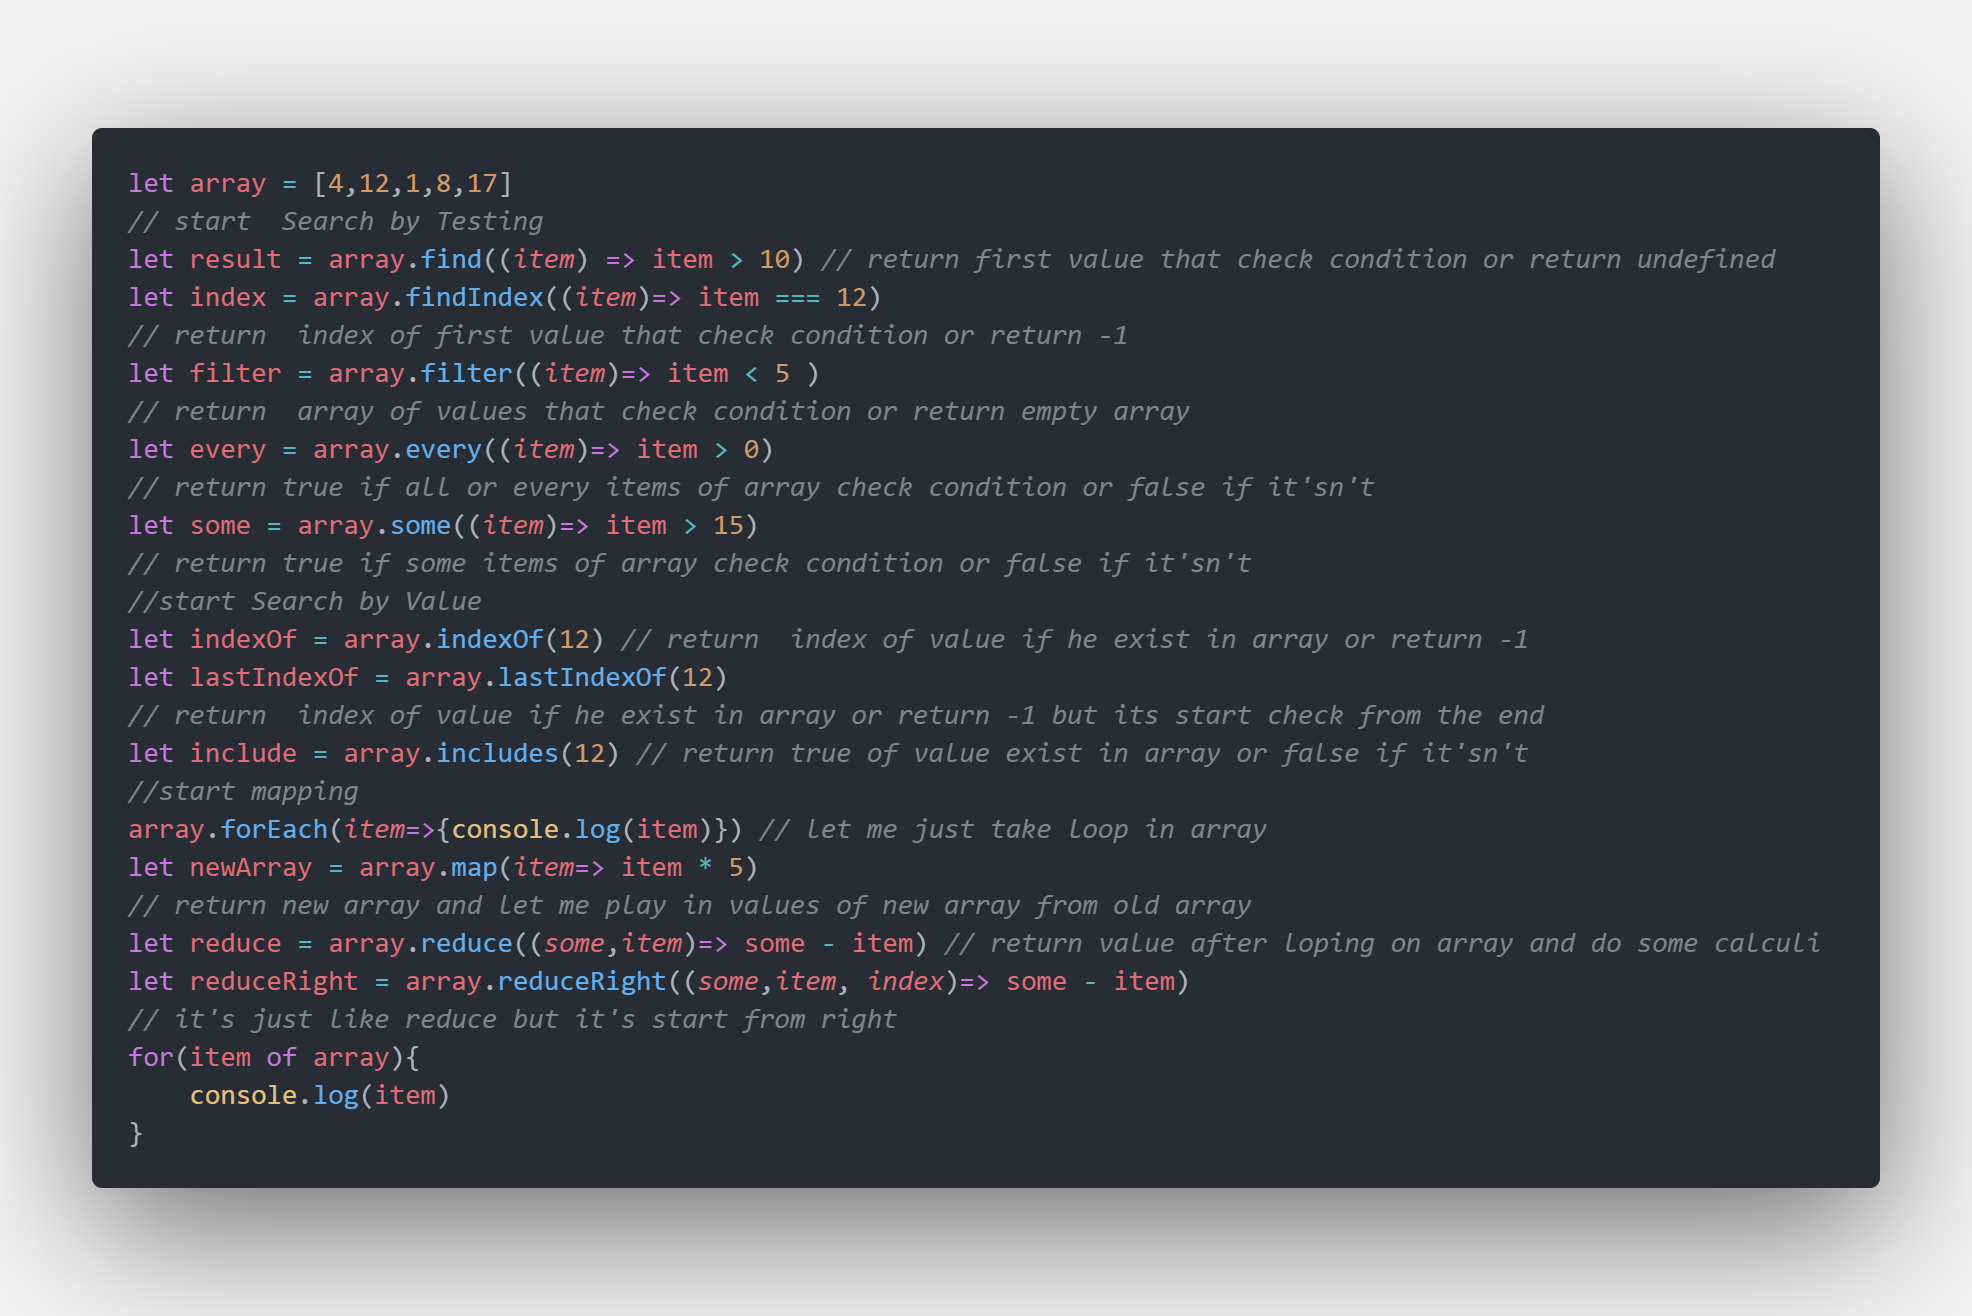 let array = [4,12,1,8,17]
// start  Search by Testing
let result = array.find((item) => item > 10) // return first value that check condition or return undefined
let index = array.findIndex((item)=> item === 12)
// return  index of first value that check condition or return -1
let filter = array.filter((item)=> item < 5 )
// return  array of values that check condition or return empty array
let every = array.every((item)=> item > 0)
// return true if all or every items of array check condition or false if it'sn't
let some = array.some((item)=> item > 15)
// return true if some items of array check condition or false if it'sn't
//start Search by Value
let indexOf = array.indexOf(12) // return  index of value if he exist in array or return -1
let lastIndexOf = array.lastIndexOf(12)
// return  index of value if he exist in array or return -1 but its start check from the end
let include = array.includes(12) // return true of value exist in array or false if it'sn't
//start mapping
array.forEach(item=>{console.log(item)}) // let me just take loop in array
let newArray = array.map(item=> item * 5)
// return new array and let me play in values of new array from old array
let reduce = array.reduce((some,item)=> some - item) // return value after loping on array and do some calculi
let reduceRight = array.reduceRight((some,item, index)=> some - item)
// it's just like reduce but it's start from right
for(item of array){
    console.log(item)
}